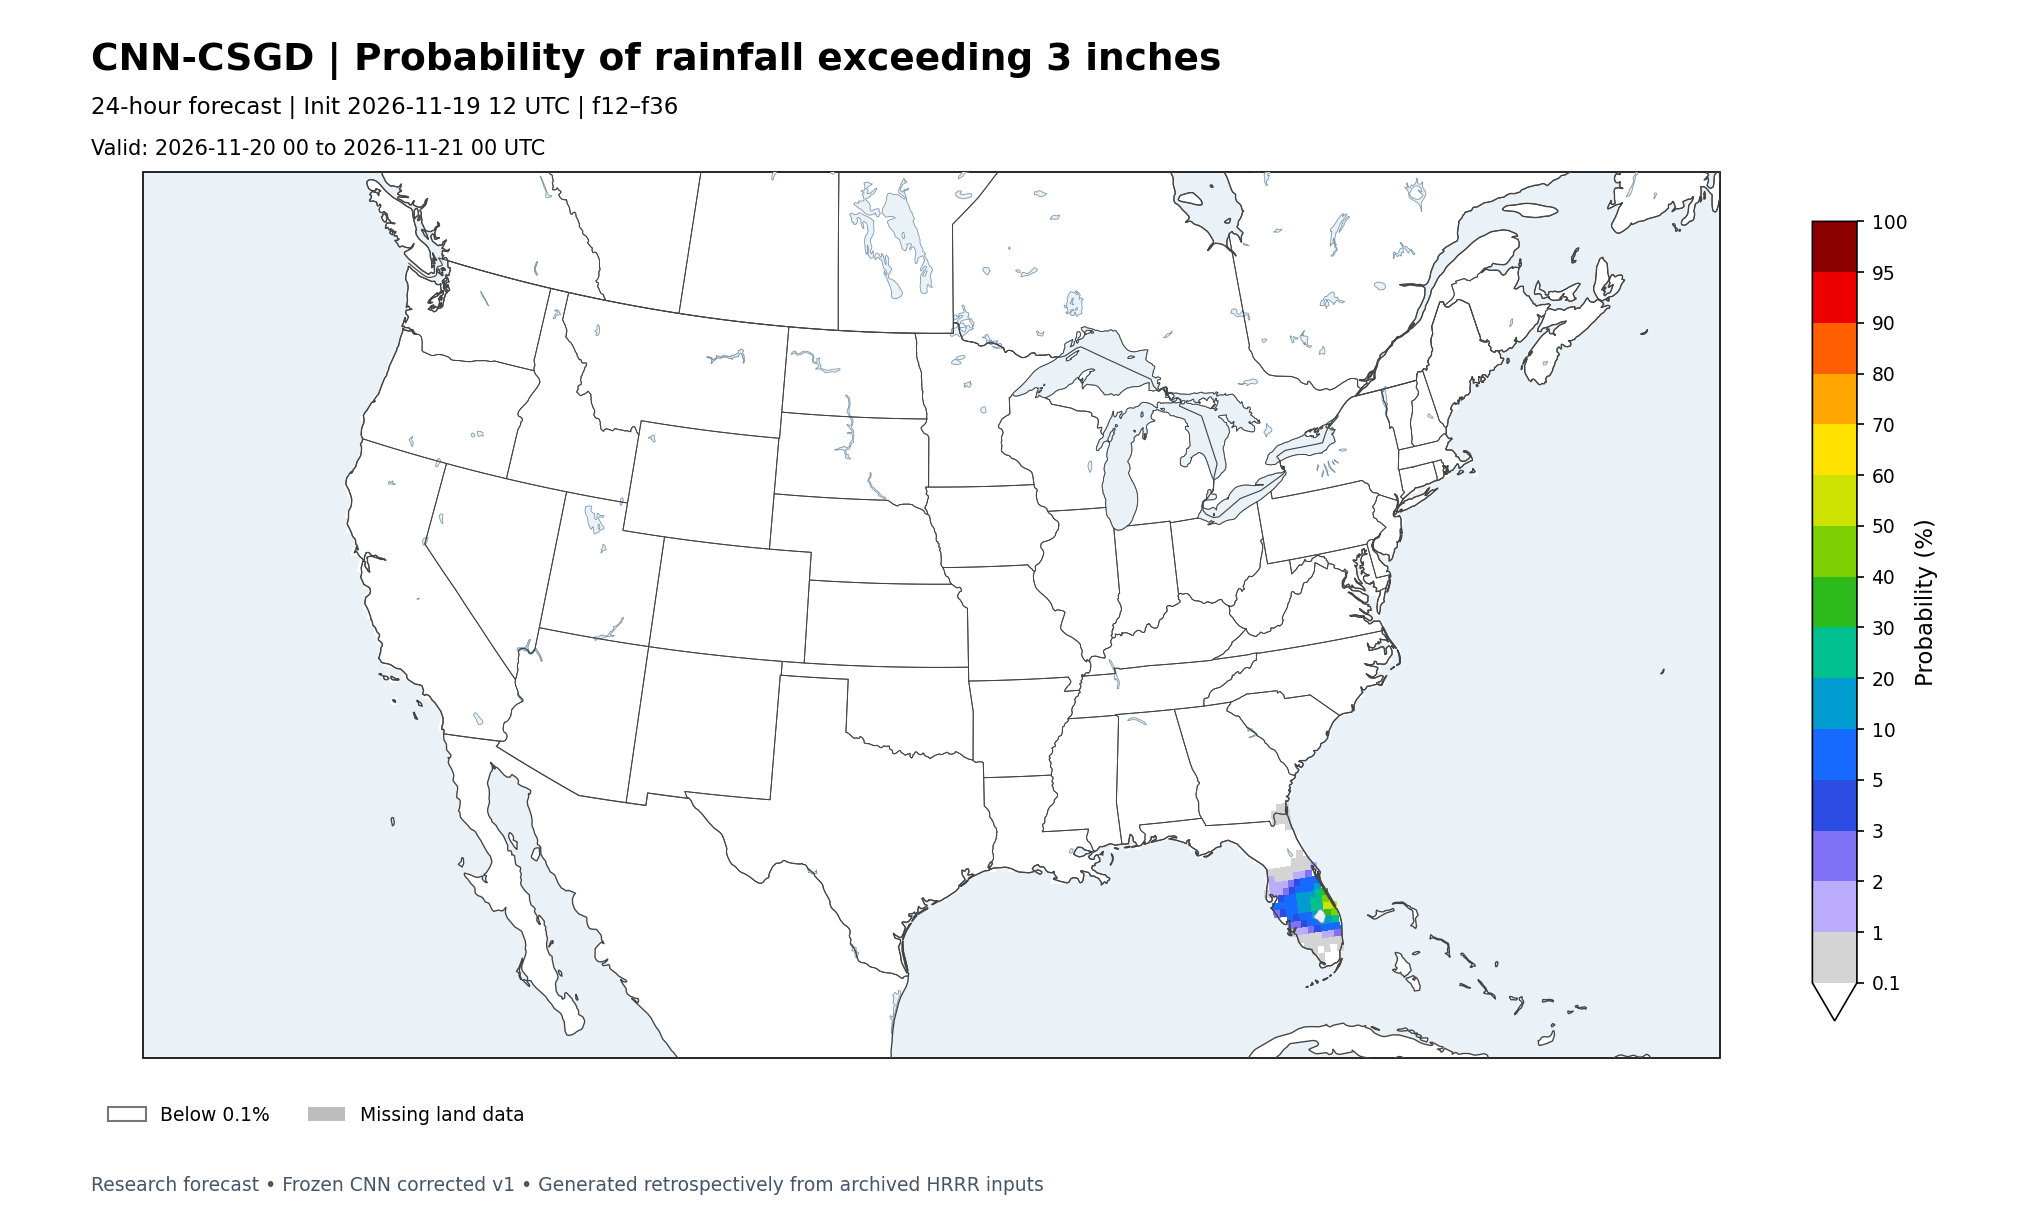 CNN-CSGD | Probability of rainfall exceeding 3 inches
24-hour forecast | Init 2026-11-19 12 UTC | f12–f36
Valid: 2026-11-20 00 to 2026-11-21 00 UTC
100
95
90
80
70
60
50
40
30
20
10
5
3
2
1
0.1
Probability (%)
Below 0.1%
Missing land data
Research forecast • Frozen CNN corrected v1 • Generated retrospectively from archived HRRR inputs